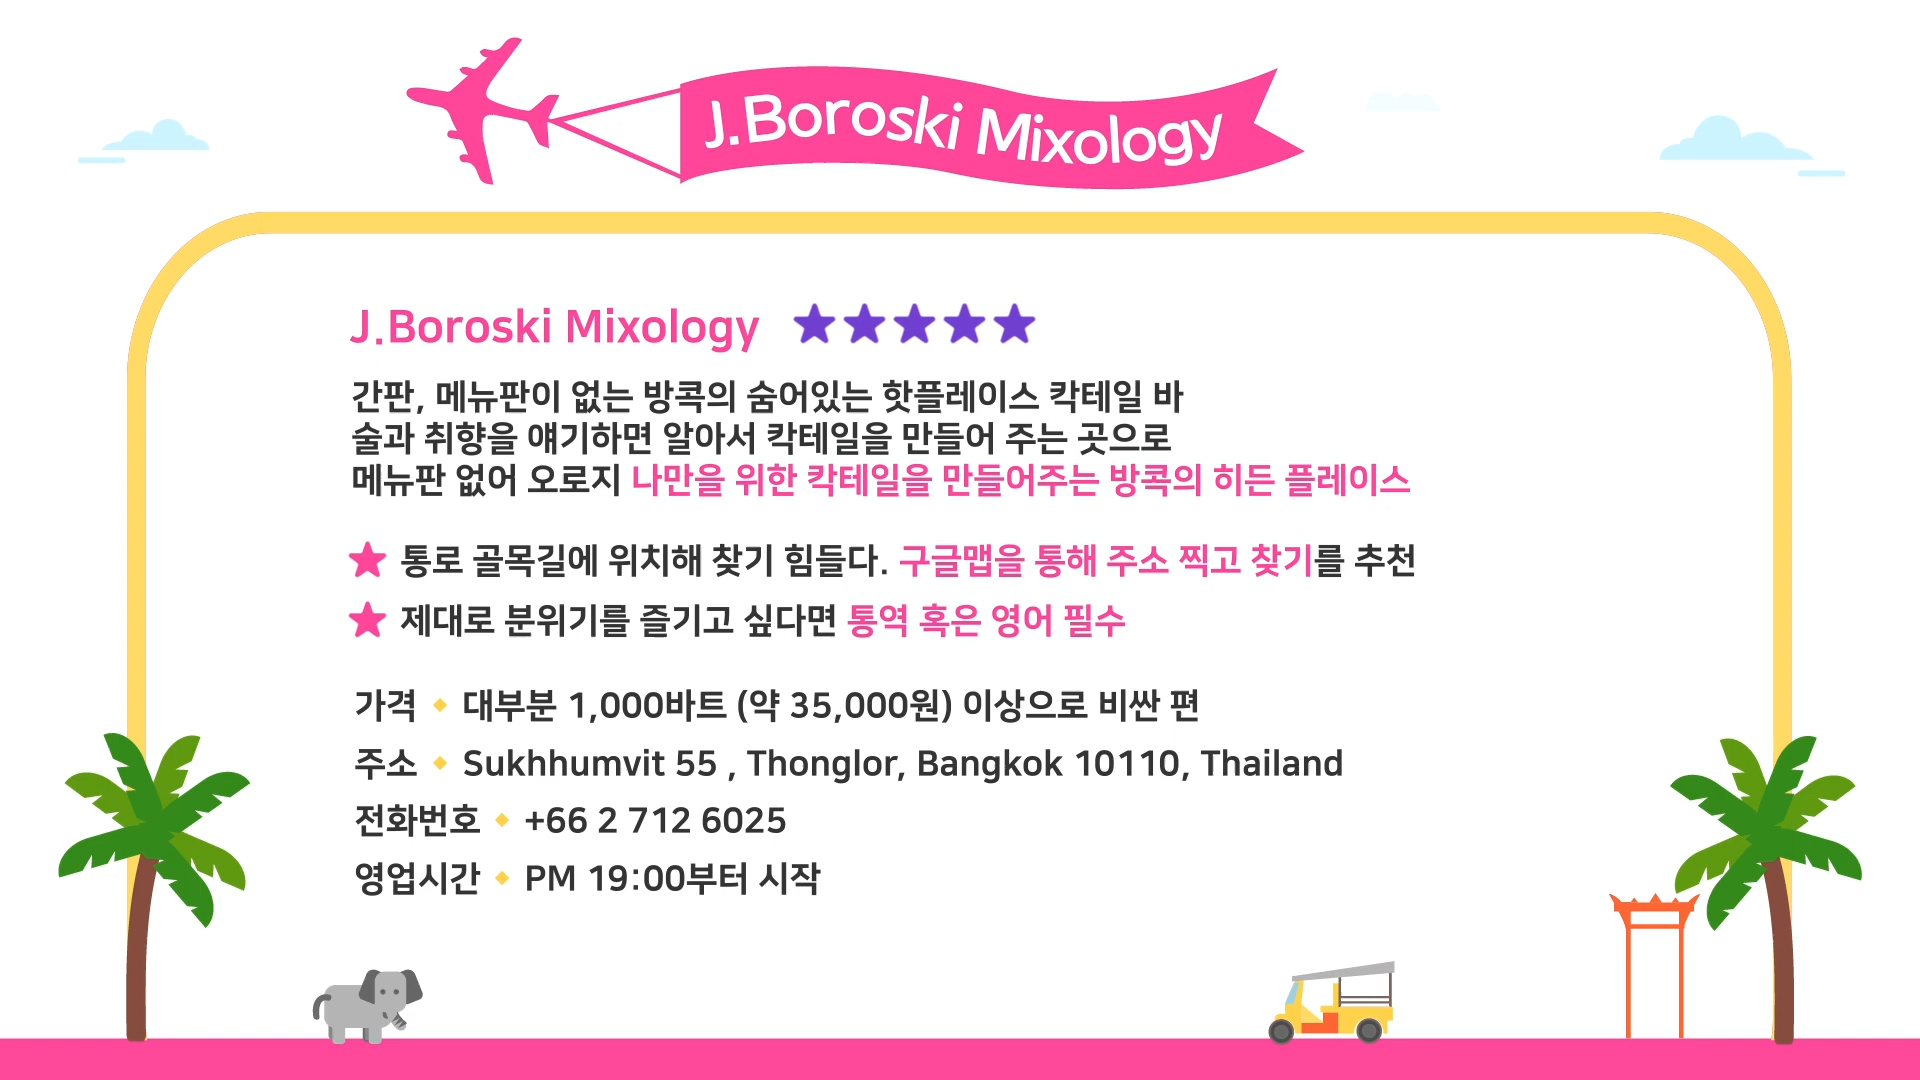 J.Boroski Mixology
J.Boroski Mixology
간판, 메뉴판이 없는 방콕의 숨어있는 핫플레이스 칵테일 바
술과 취향을 얘기하면 알아서 칵테일을 만들어 주는 곳으로
메뉴판 없어 오로지 나만을 위한 칵테일을 만들어주는 방콕의 히든 플레이스
통로 골목길에 위치해 찾기 힘들다. 구글맵을 통해 주소 찍고 찾기를 추천
제대로 분위기를 즐기고 싶다면 통역 혹은 영어 필수
가격 대부분 1,000바트 (약 35,000원) 이상으로 비싼 편
주소 Sukhhumvit 55 , Thonglor, Bangkok 10110, Thailand
전화번호 +66 2 712 6025
영업시간 PM 19:00부터 시작